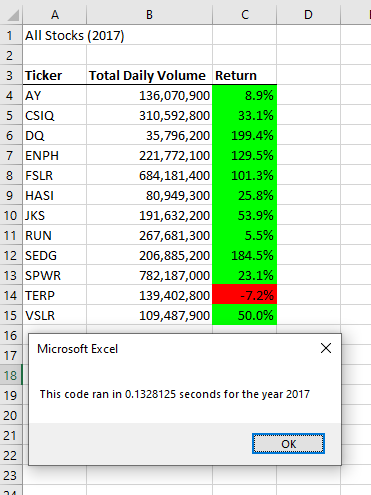 A B C D
1 All Stocks (2017)
2
3 Ticker Total Daily Volume Return
4 AY 136,070,900 8.9%
5 CSIQ 310,592,800 33.1%
6 DQ 35,796,200 199.4%
7 ENPH 221,772,100 129.5%
8 FSLR 684,181,400 101.3%
9 HASI 80,949,300 25.8%
10 JKS 191,632,200 53.9%
11 RUN 267,681,300 5.5%
12 SEDG 206,885,200 184.5%
13 SPWR 782,187,000 23.1%
14 TERP 139,402,800 -7.2%
15 VSLR 109,487,900 50.0%
16
17 Microsoft Excel
18
19 This code ran in 0.1328125 seconds for the year 2017
20
21
22 OK
23